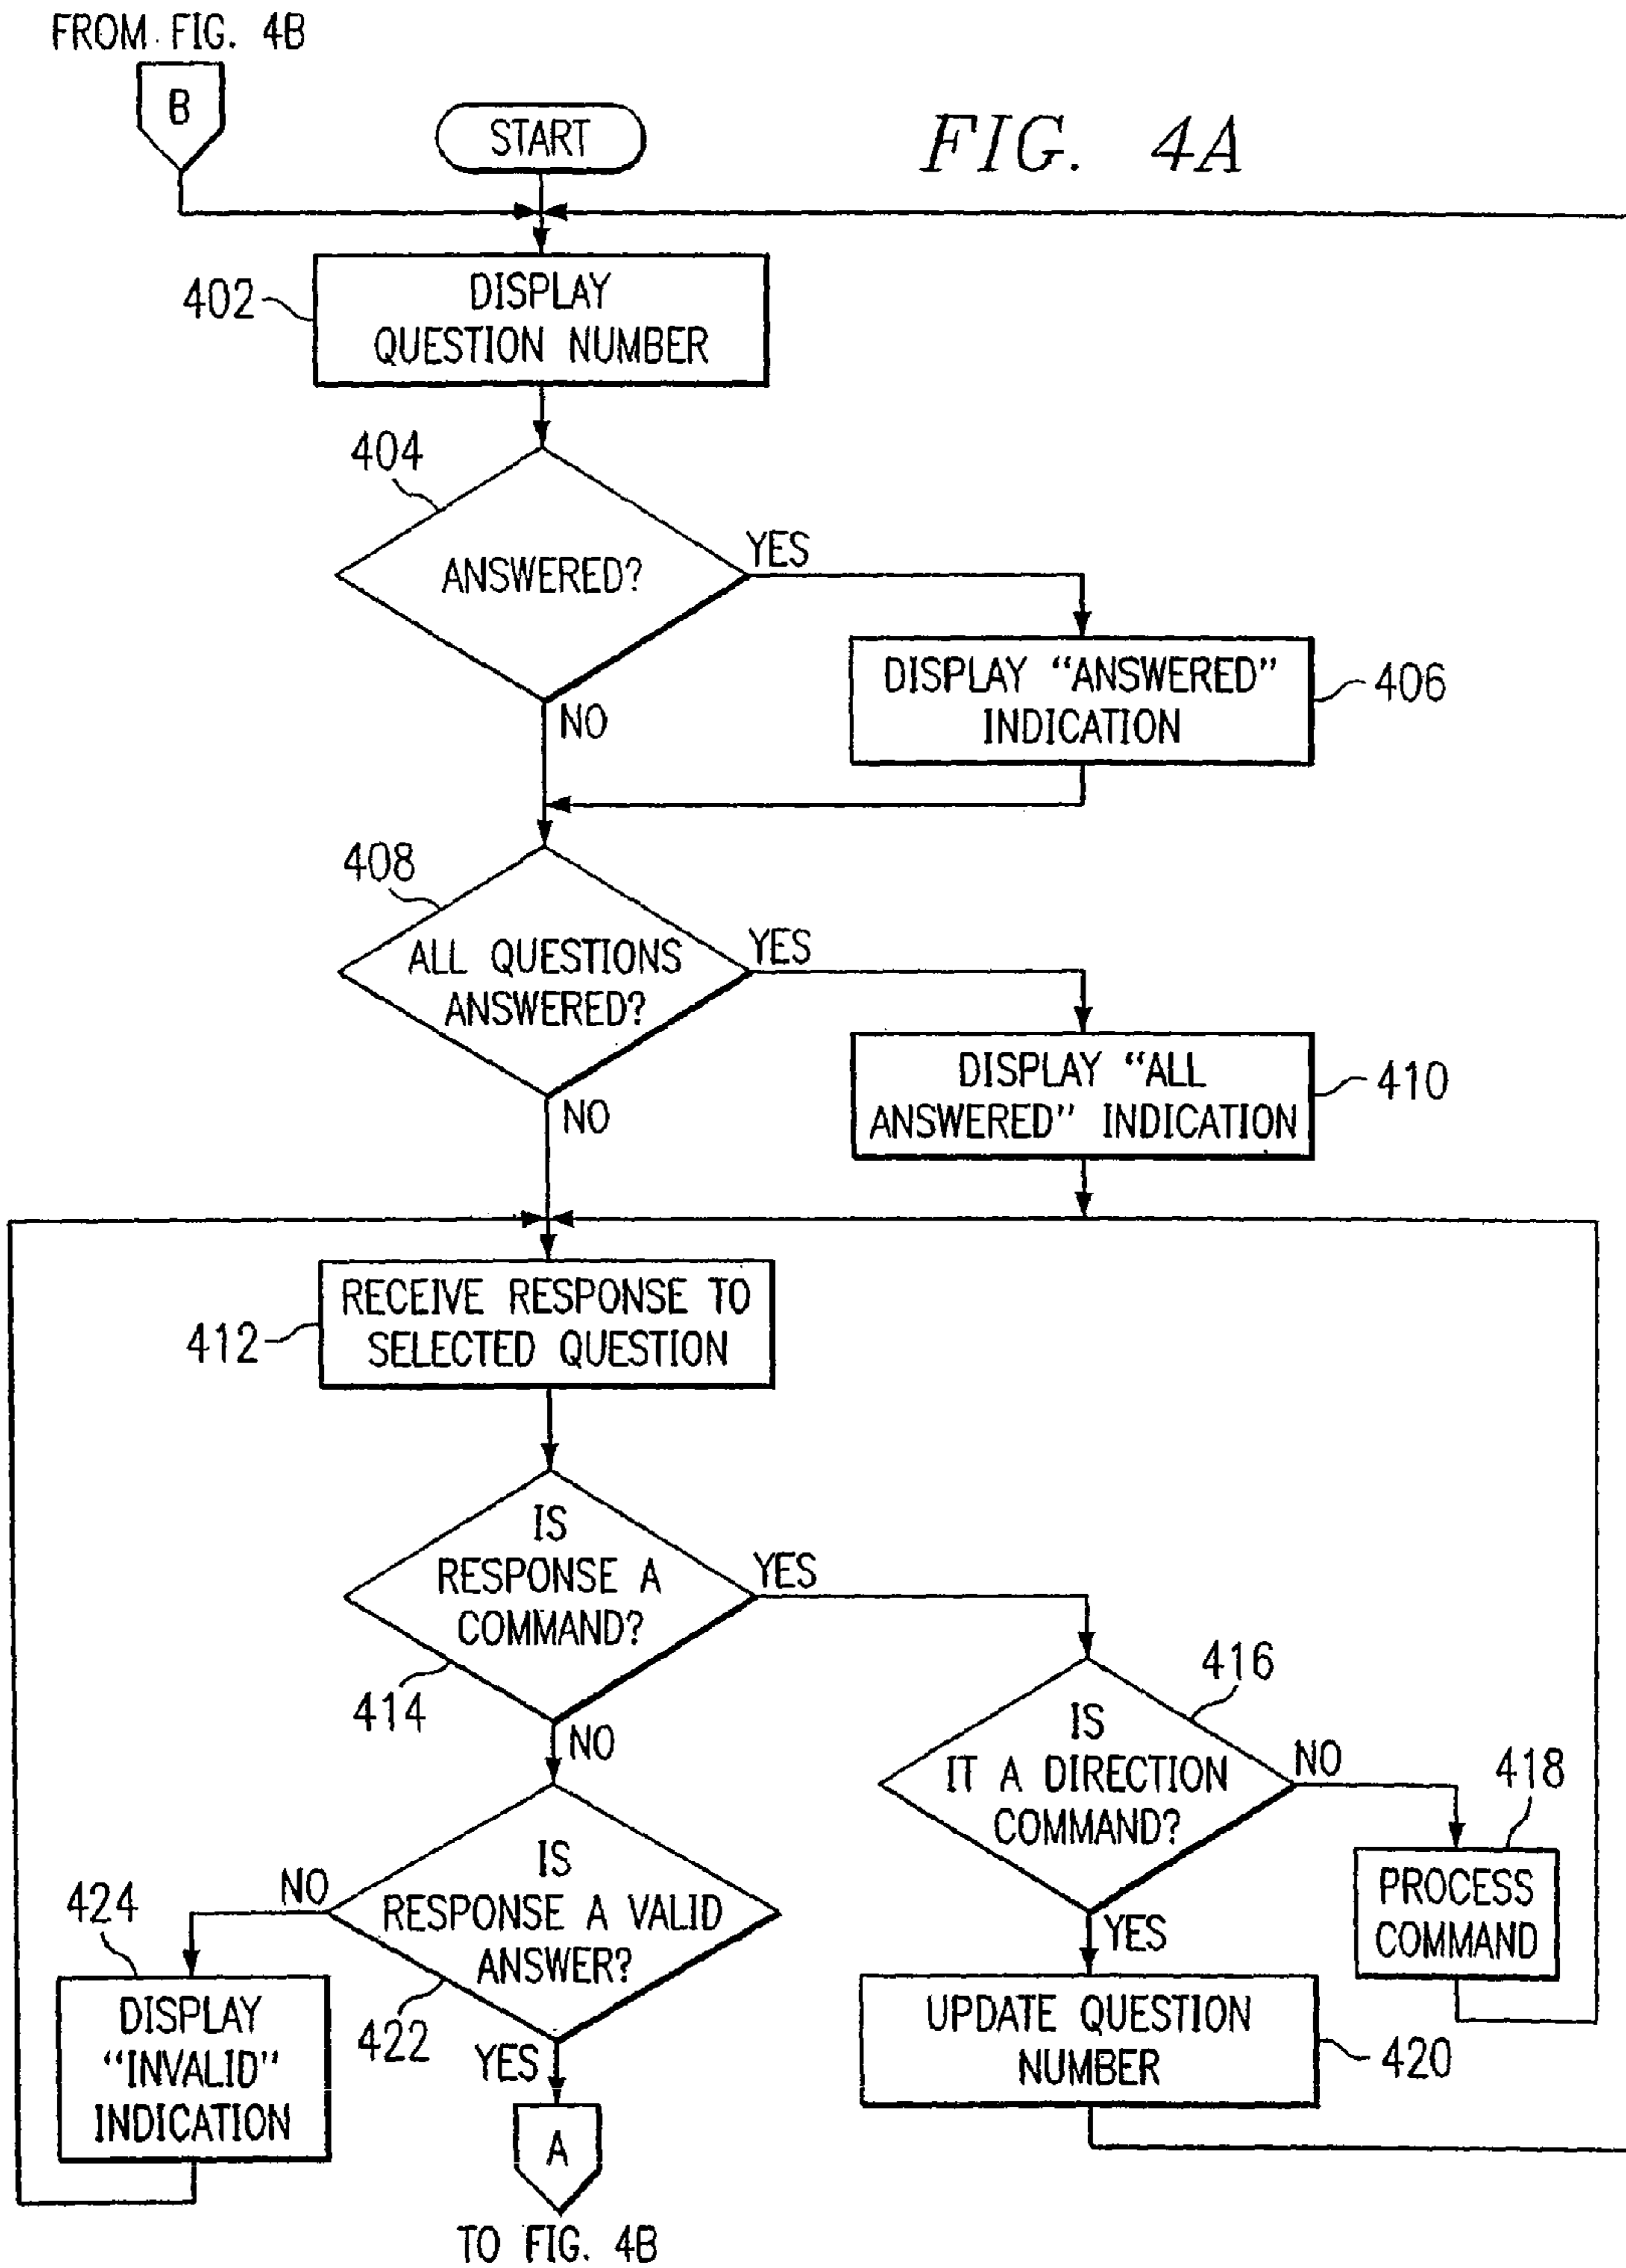 FROM FIG. 4B
B
START
FIG. 4A
402
DISPLAY
QUESTION NUMBER
404
ANSWERED?
YES
NO
DISPLAY “ANSWERED”
INDICATION
406
408
ALL QUESTIONS
ANSWERED?
YES
NO
DISPLAY “ALL
ANSWERED” INDICATION
410
412
RECEIVE RESPONSE TO
SELECTED QUESTION
IS
RESPONSE A
COMMAND?
YES
414
NO
416
IS
IT A DIRECTION
COMMAND?
NO
YES
418
PROCESS
COMMAND
IS
RESPONSE A VALID
ANSWER?
NO
422
YES
424
DISPLAY
“INVALID”
INDICATION
UPDATE QUESTION
NUMBER
420
A
TO FIG. 4B